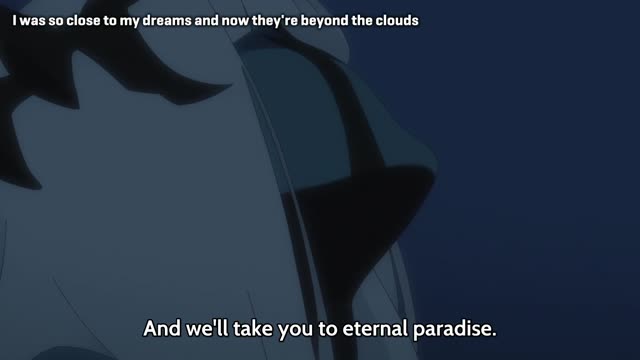 I was so close to my dreams and now they're beyond the clouds
And we'll take you to eternal paradise.